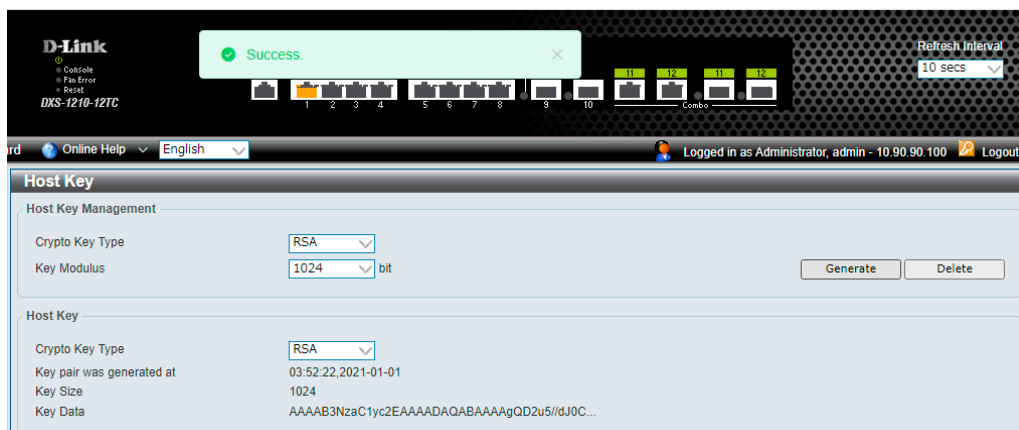 D-Link
Success.
Refresh Interval
10 secs
Console
Fan Error
Reset
DXS-1210-12TC
11 12 11 12
1 2 3 4 5 6 7 8 9 10 Combo
rd Online Help English Logged in as Administrator, admin - 10.90.90.100 Logout
Host Key
Host Key Management
Crypto Key Type RSA
Key Modulus 1024 bit Generate Delete
Host Key
Crypto Key Type RSA
Key pair was generated at 03:52:22,2021-01-01
Key Size 1024
Key Data AAAAB3NzaC1yc2EAAAADAQABAAAAgQD2u5//dJ0C...